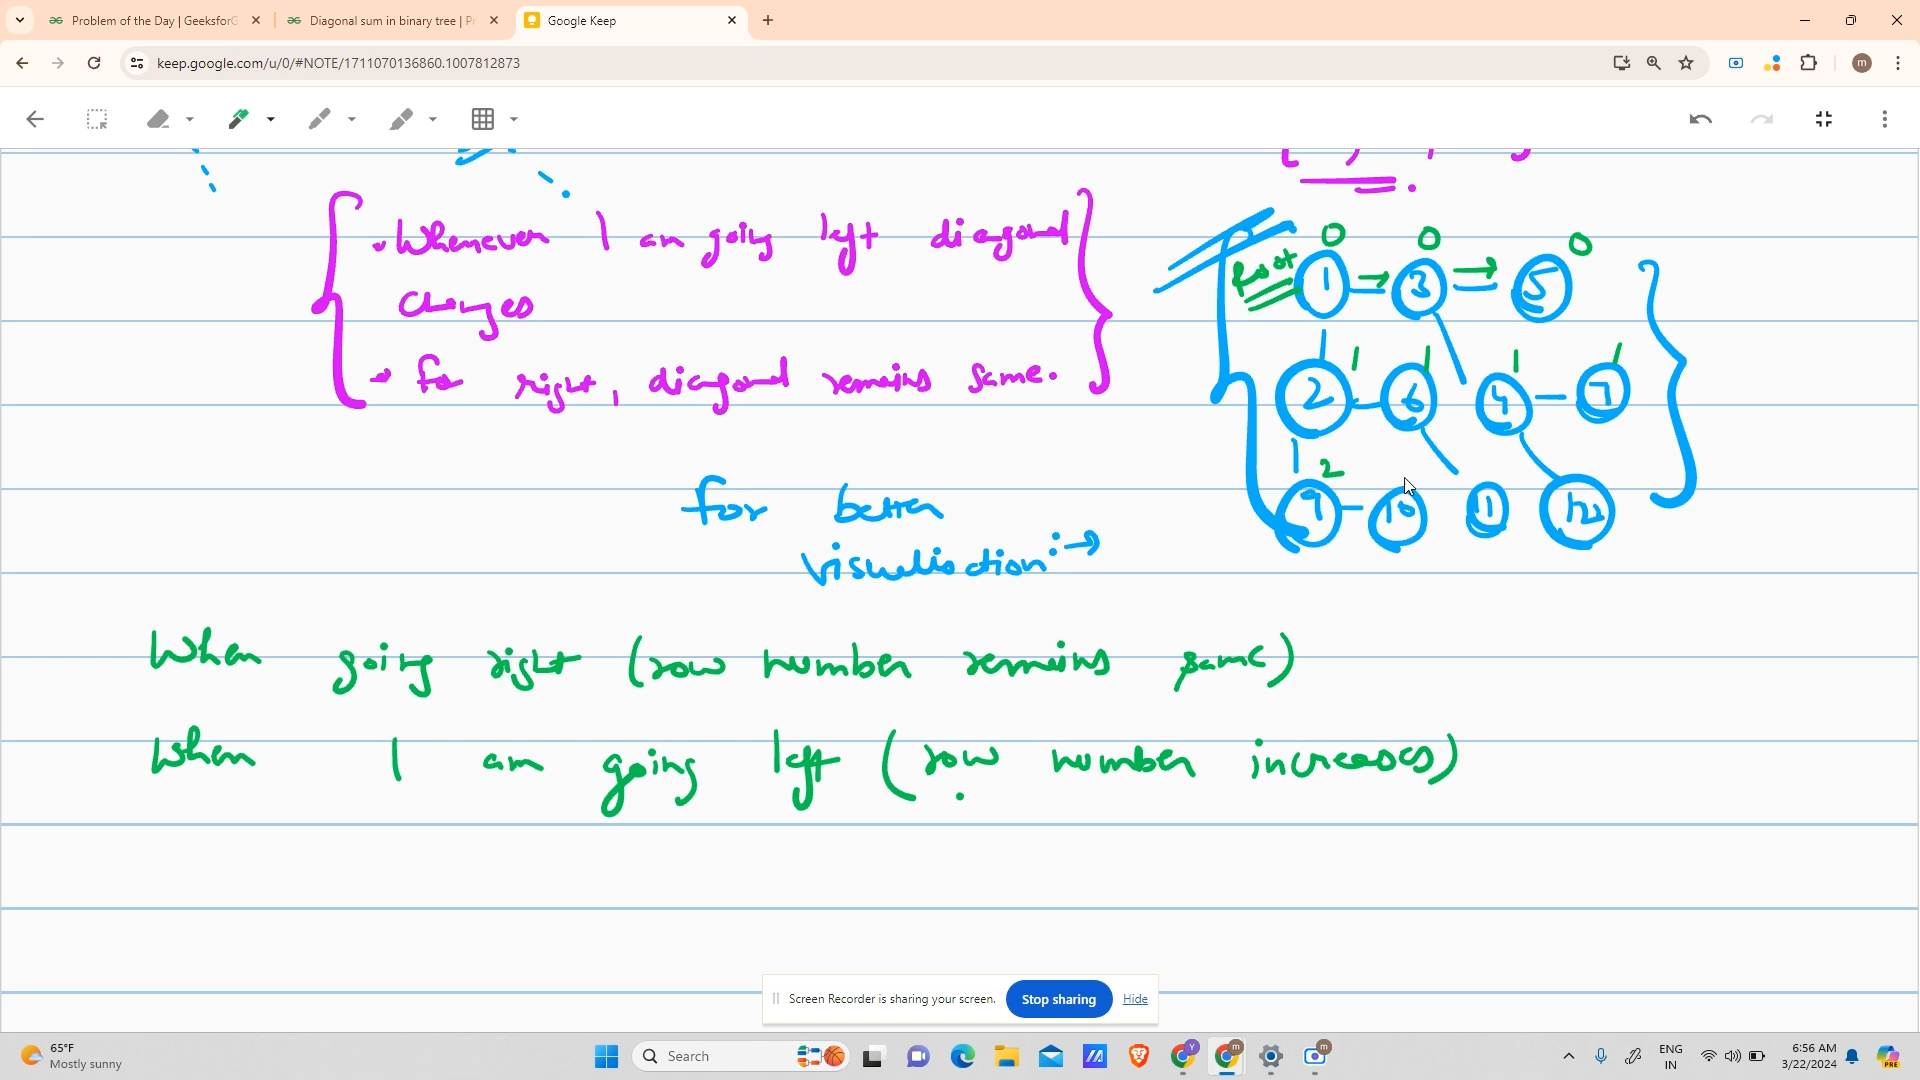 Problem of the Day | GeeksforG
Diagonal sum in binary tree | Pr
Google Keep
keep.google.com/u/0/#NOTE/1711070136860.1007812873
m
Whenever I am going left diagonal
changes
for right, diagonal remains same.
for better
visualisation :→
0 0 0
Root 1 → 3 → 5
1 1 1 1
2 6 4 7
2
9 10 11 12
When going right (row number remains same)
When I am going left (row number increases)
Screen Recorder is sharing your screen. Stop sharing Hide
65°F
Mostly sunny
Search
Y
m
m
ENG
IN
6:56 AM
3/22/2024
PRE